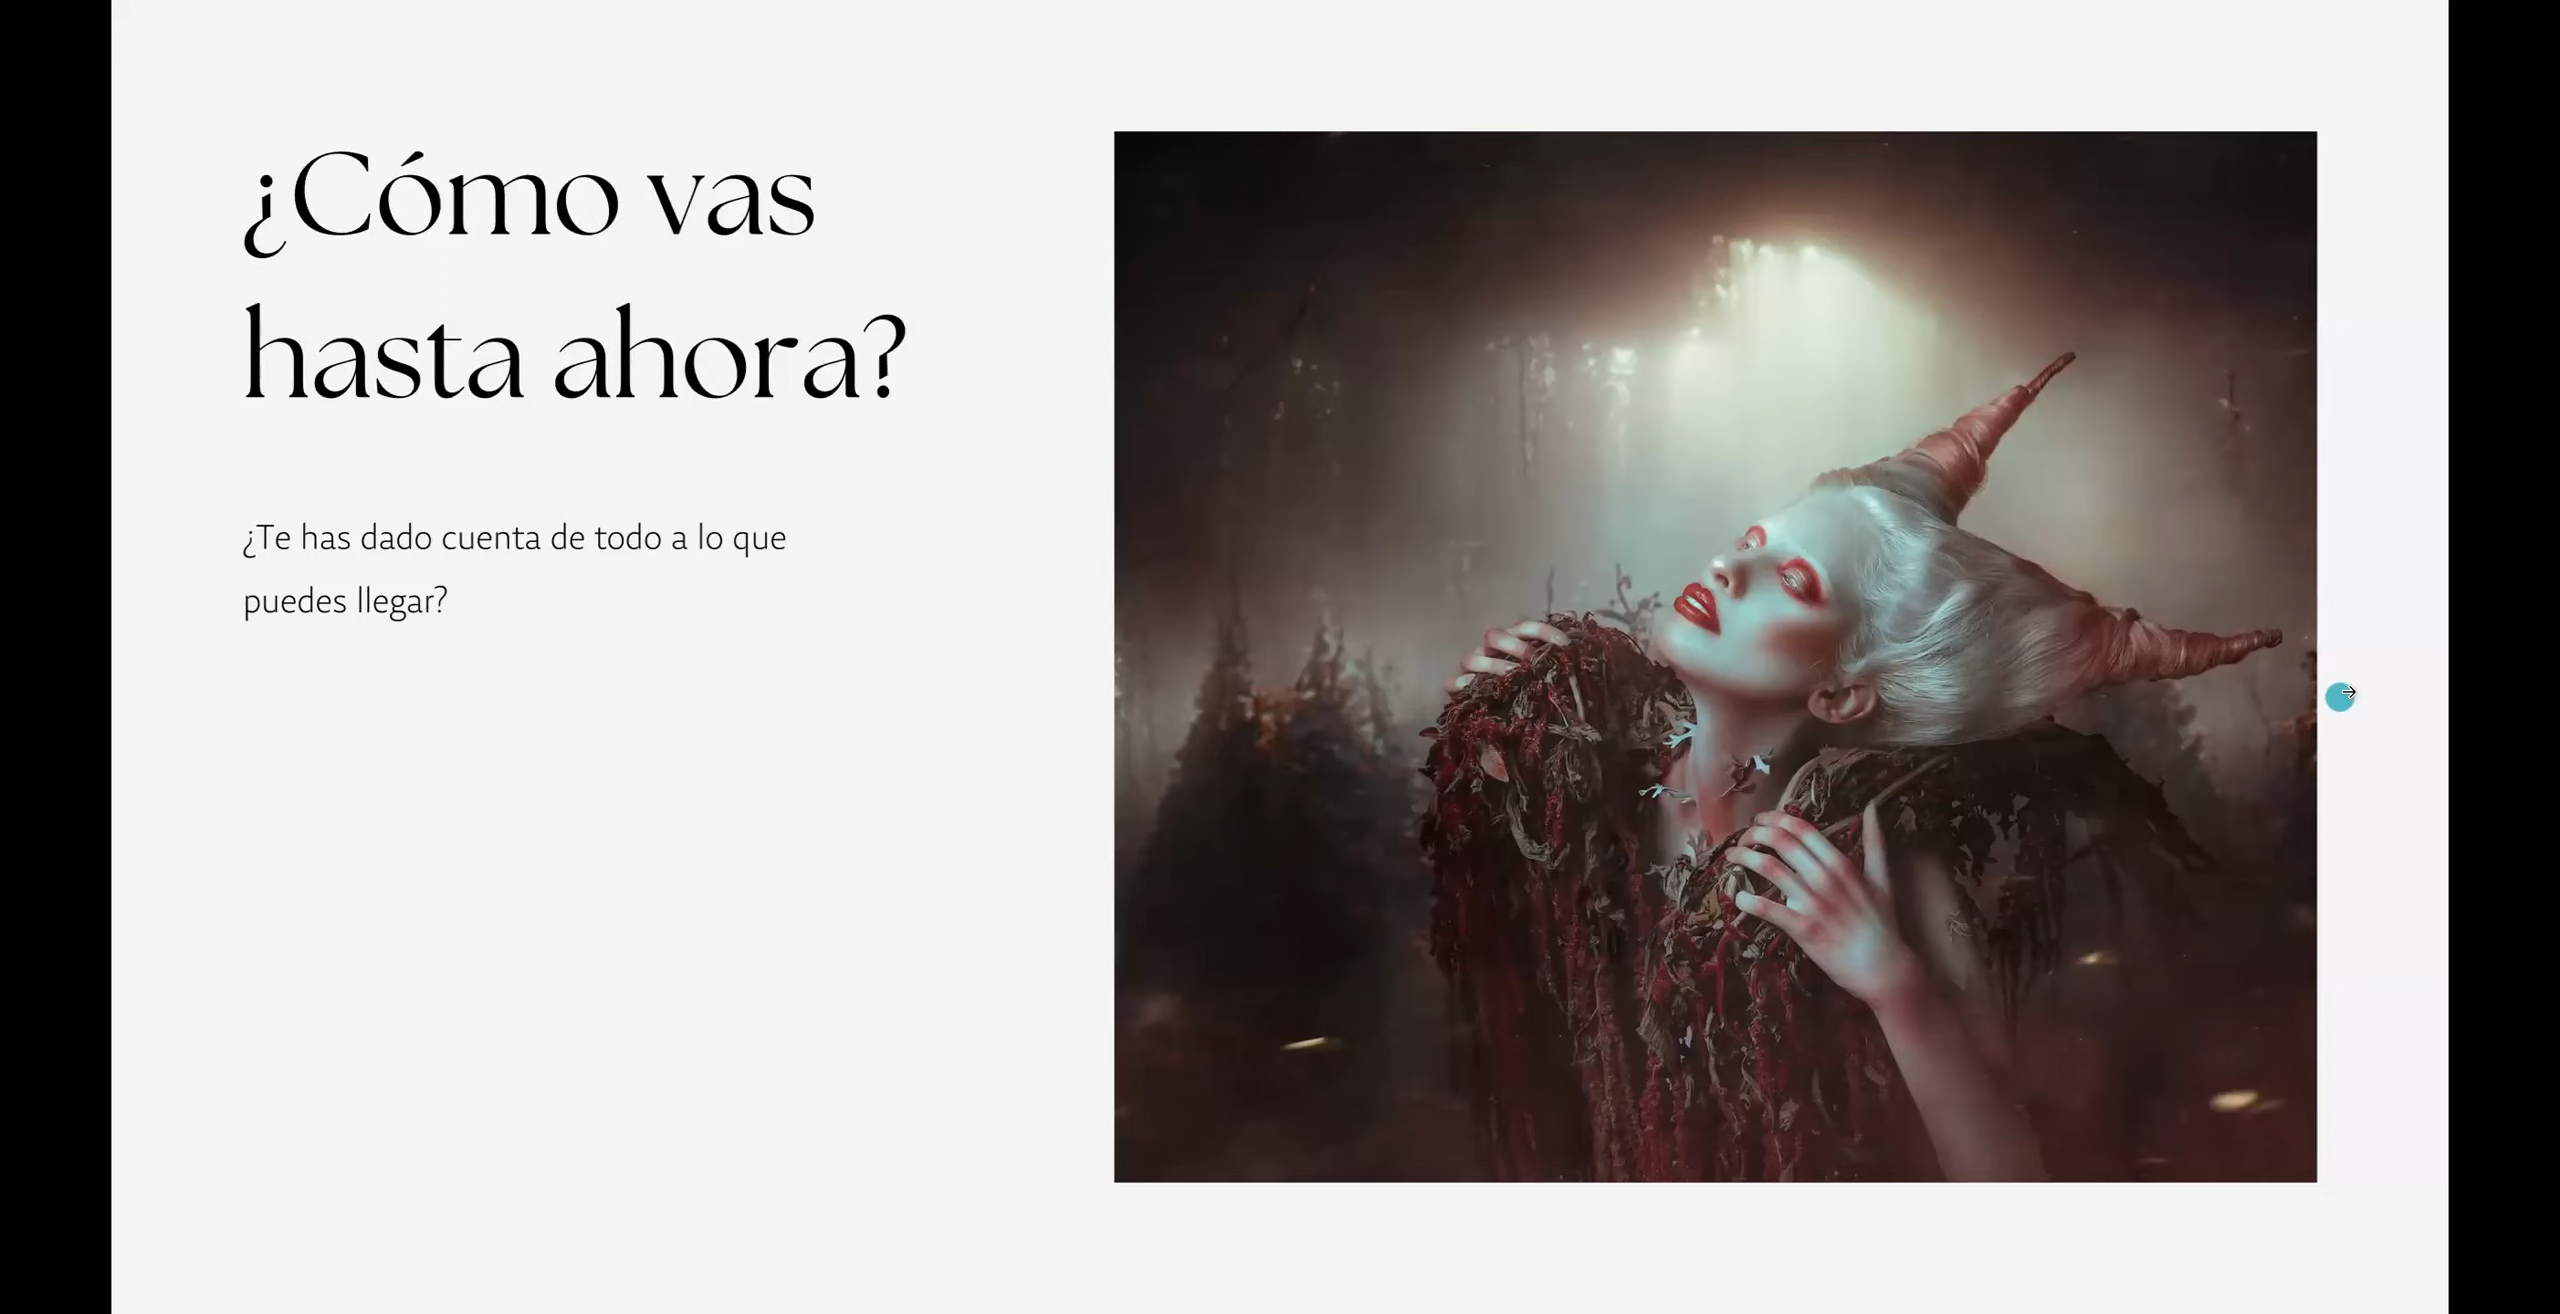 ¿Cómo vas
hasta ahora?
¿Te has dado cuenta de todo a lo que
puedes llegar?